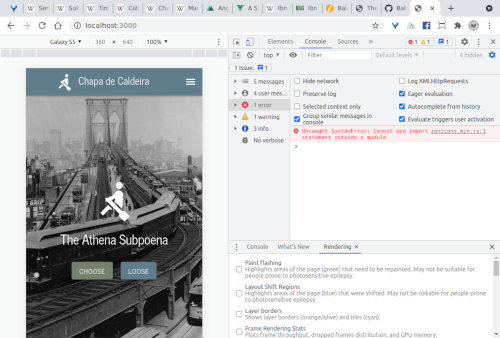 Ser
Sul
Tim
Cat
Cha
Mar
Ang
A S
Ibn
Ibn
Bai
The
Bai
localhost:3000
Galaxy S5 ▾ 360 × 640 100% ▾
Chapa de Caldeira
The Athena Subpoena
CHOOSE
LOOSE
Elements Console Sources »
1 1 1
top ▾ Filter Default levels ▾ 4 hidden
1 Issue: 1
5 messages
4 user mes...
1 error
1 warning
3 info
No verbose
Hide network
Log XMLHttpRequests
Preserve log
Eager evaluation
Selected context only
Autocomplete from history
Group similar messages in console
Evaluate triggers user activation
Uncaught SyntaxError: Cannot use import ionicons.min.js:1
statement outside a module
Console What's New Rendering ×
Paint flashing
Highlights areas of the page (green) that need to be repainted. May not be suitable for
people prone to photosensitive epilepsy.
Layout Shift Regions
Highlights areas of the page (blue) that were shifted. May not be suitable for people prone
to photosensitive epilepsy.
Layer borders
Shows layer borders (orange/olive) and tiles (cyan).
Frame Rendering Stats
Plots frame throughput, dropped frames distribution, and GPU memory.